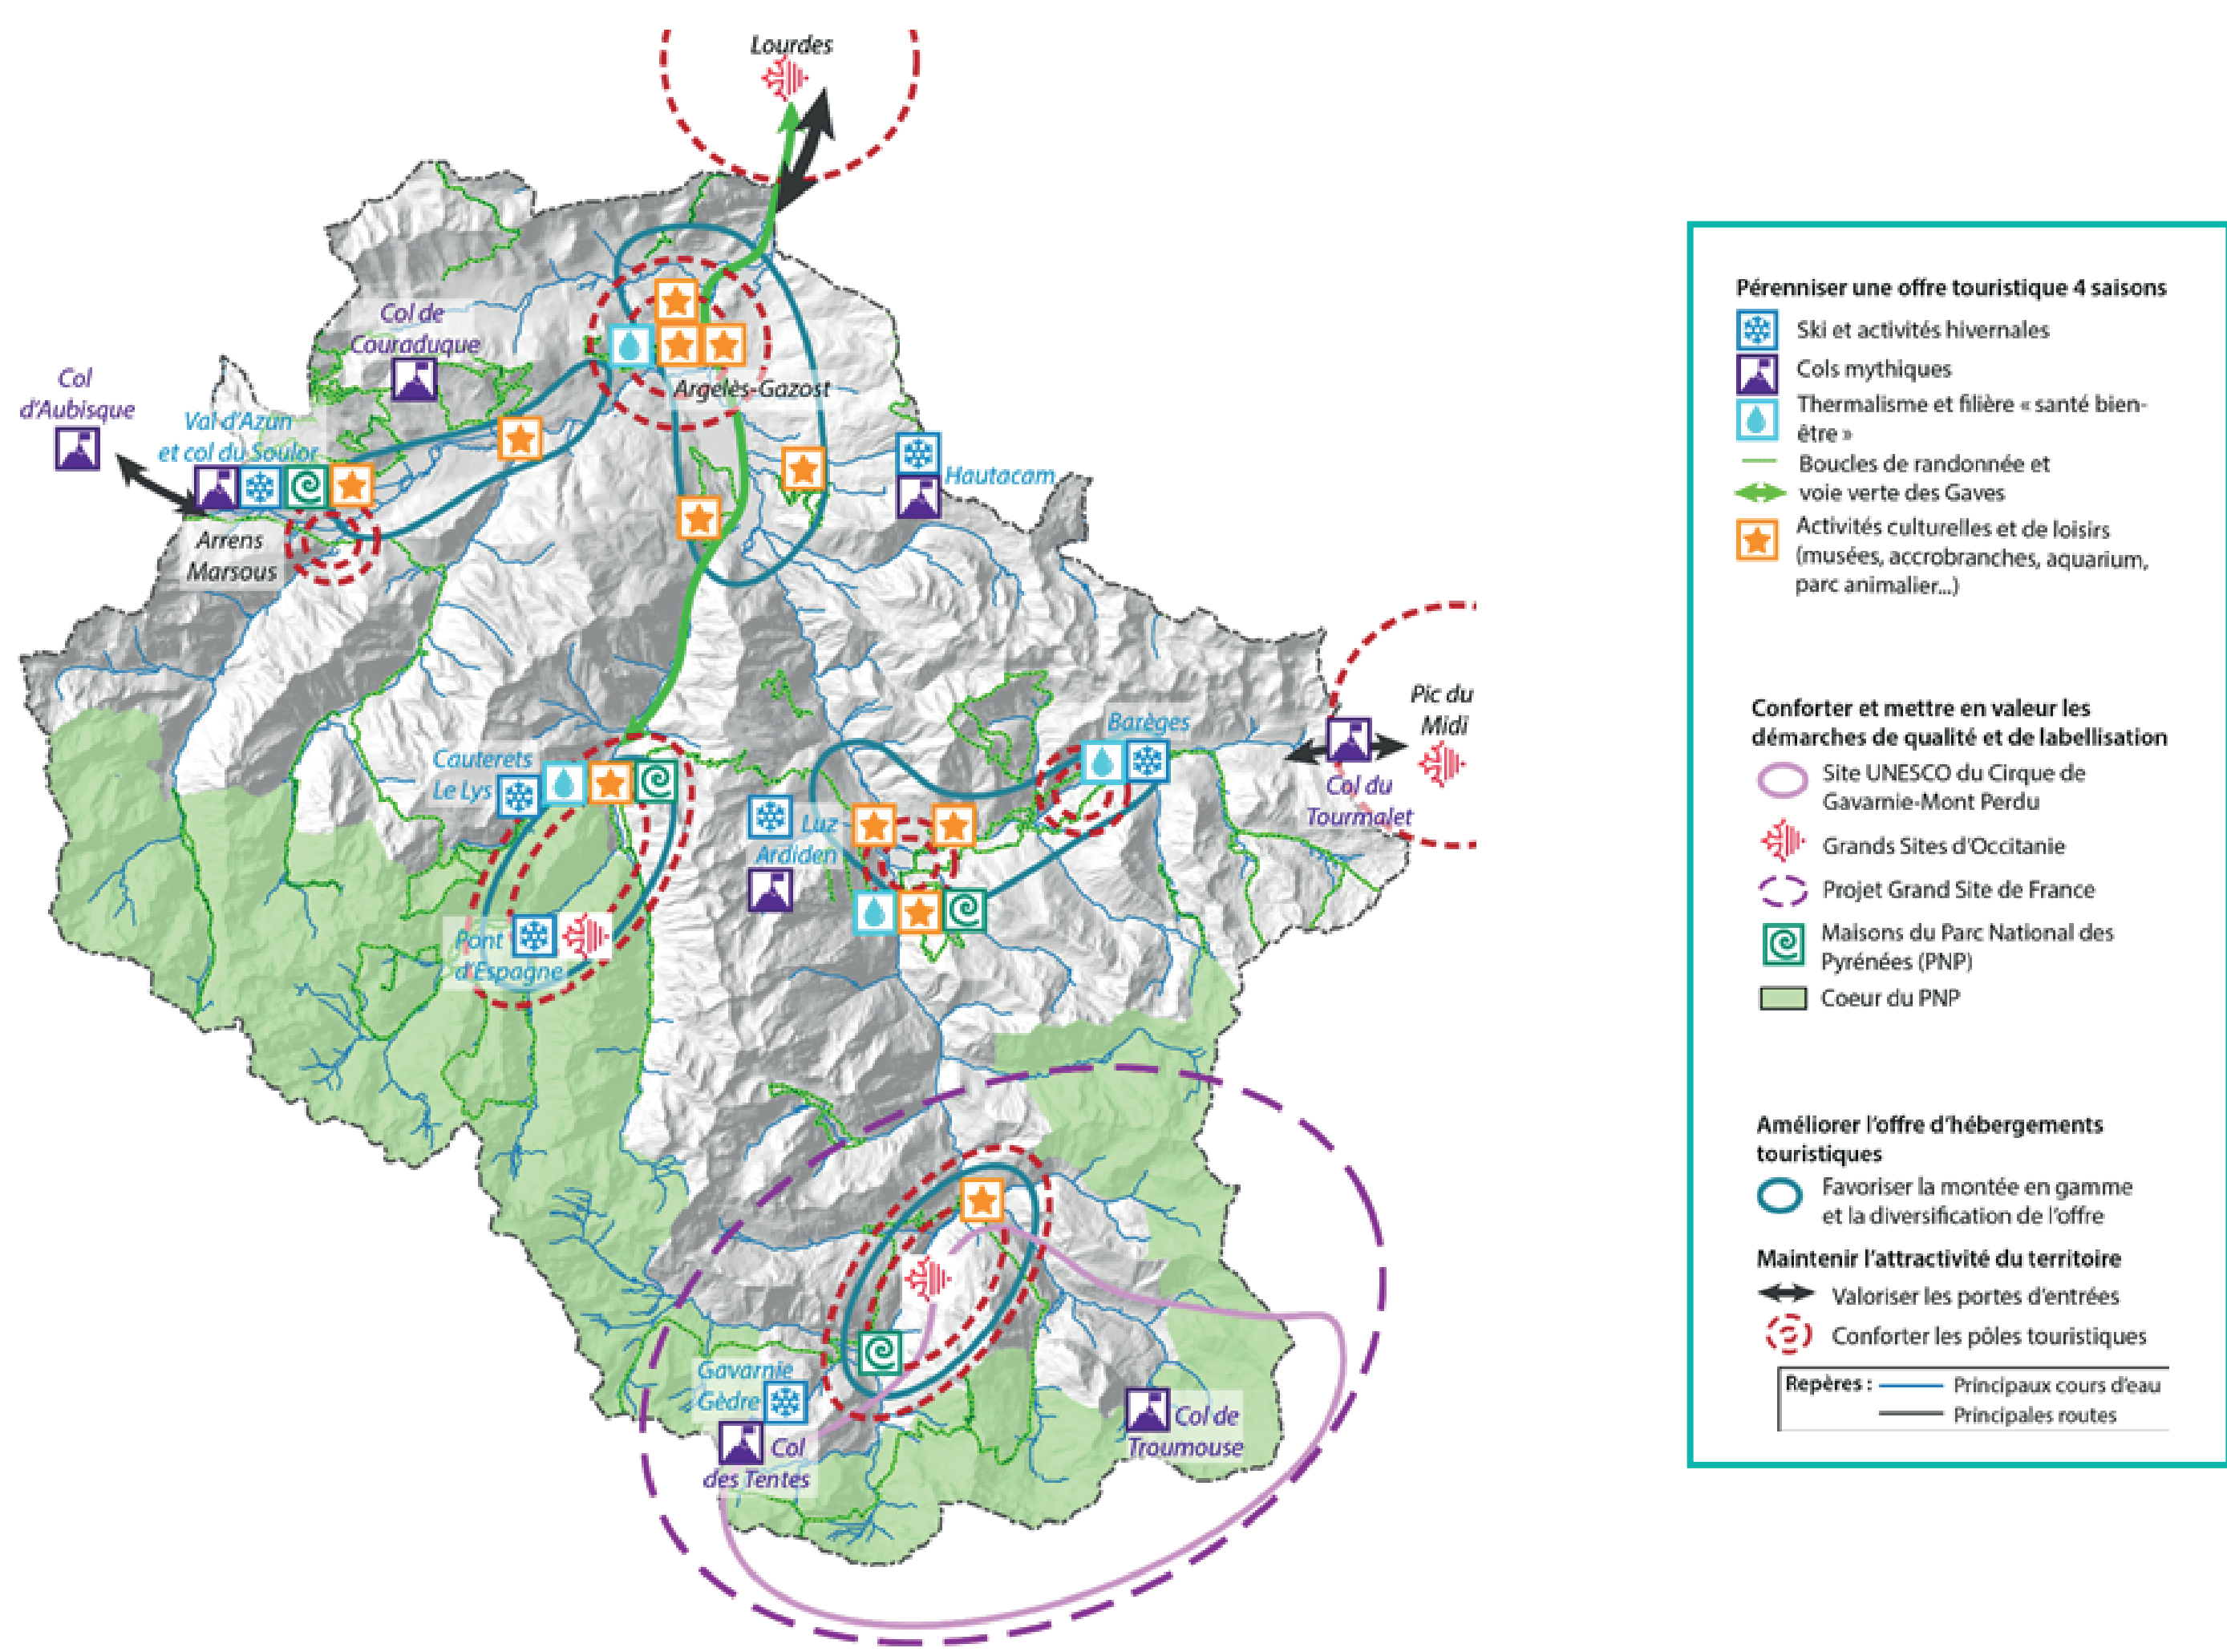 Lourdes
Col de
Couraduque
Col
d'Aubisque
Val d'Azun
et col du Soulor
Argelès-Gazost
Hautacam
Arrens
Marsous
Pic du
Midi
Barèges
Cauterets
Le Lys
Col du
Tourmalet
Luz
Ardiden
Pont
d'Espagne
Gavarnie
Gèdre
Col
des Tentes
Col de
Troumouse
Pérenniser une offre touristique 4 saisons
Ski et activités hivernales
Cols mythiques
Thermalisme et filière « santé bien-
être »
Boucles de randonnée et
voie verte des Gaves
Activités culturelles et de loisirs
(musées, accrobranches, aquarium,
parc animalier...)
Conforter et mettre en valeur les
démarches de qualité et de labellisation
Site UNESCO du Cirque de
Gavarnie-Mont Perdu
Grands Sites d'Occitanie
Projet Grand Site de France
Maisons du Parc National des
Pyrénées (PNP)
Coeur du PNP
Améliorer l'offre d'hébergements
touristiques
Favoriser la montée en gamme
et la diversification de l'offre
Maintenir l'attractivité du territoire
Valoriser les portes d'entrées
Conforter les pôles touristiques
Repères : Principaux cours d'eau
Principales routes